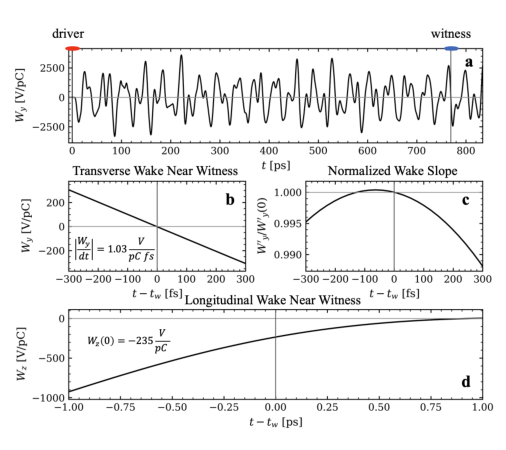 driver
witness
a
2500
0
−2500
W_y [V/pC]
0
100
200
300
400
500
600
700
800
t [ps]
Transverse Wake Near Witness
Normalized Wake Slope
b
200
0
−200
W_y [V/pC]
|W_y/dt| = 1.03 V/(pC fs)
−300 −200 −100 0 100 200 300
t − t_w [fs]
c
1.000
0.995
0.990
W'_y/W'_y(0)
−300 −200 −100 0 100 200 300
t − t_w [fs]
Longitudinal Wake Near Witness
0
−500
−1000
W_z [V/pC]
W_z(0) = −235 V/pC
d
−1.00 −0.75 −0.50 −0.25 0.00 0.25 0.50 0.75 1.00
t − t_w [ps]